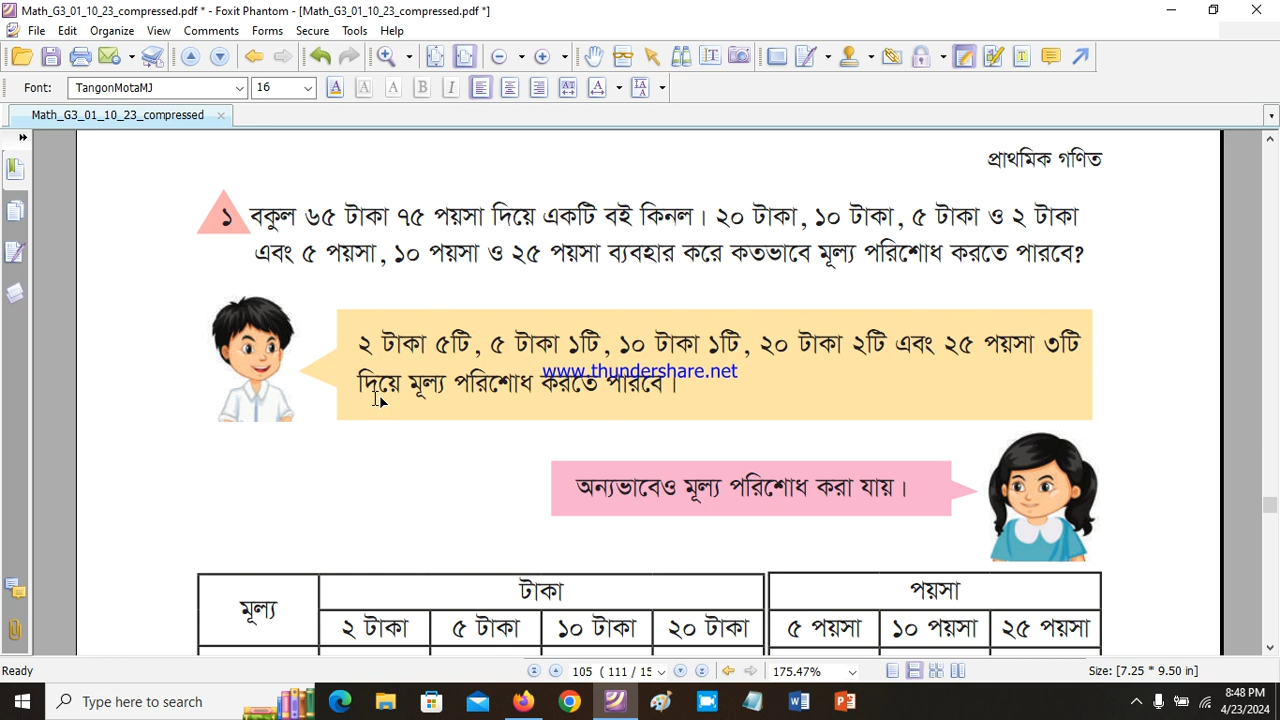 Math_G3_01_10_23_compressed.pdf * - Foxit Phantom - [Math_G3_01_10_23_compressed.pdf *]
File Edit Organize View Comments Forms Secure Tools Help
Font: TangonMotaMJ 16
Math_G3_01_10_23_compressed
প্রাথমিক গণিত
১ বকুল ৬৫ টাকা ৭৫ পয়সা দিয়ে একটি বই কিনল। ২০ টাকা, ১০ টাকা, ৫ টাকা ও ২ টাকা
এবং ৫ পয়সা, ১০ পয়সা ও ২৫ পয়সা ব্যবহার করে কতভাবে মূল্য পরিশোধ করতে পারবে?
২ টাকা ৫টি, ৫ টাকা ১টি, ১০ টাকা ১টি, ২০ টাকা ২টি এবং ২৫ পয়সা ৩টি
www.thundershare.net
দিয়ে মূল্য পরিশোধ করতে পারবে।
অন্যভাবেও মূল্য পরিশোধ করা যায়।
মূল্য টাকা পয়সা
২ টাকা ৫ টাকা ১০ টাকা ২০ টাকা ৫ পয়সা ১০ পয়সা ২৫ পয়সা
Ready 105 ( 111 / 15 175.47% Size: [7.25 * 9.50 in]
Type here to search
8:48 PM
4/23/2024